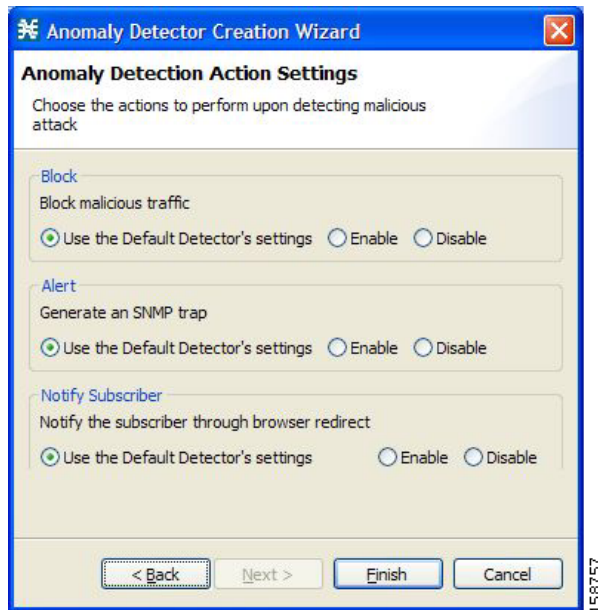 Anomaly Detector Creation Wizard
Anomaly Detection Action Settings
Choose the actions to perform upon detecting malicious
attack
Block
Block malicious traffic
Use the Default Detector's settings Enable Disable
Alert
Generate an SNMP trap
Use the Default Detector's settings Enable Disable
Notify Subscriber
Notify the subscriber through browser redirect
Use the Default Detector's settings Enable Disable
< Back Next > Finish Cancel
158757